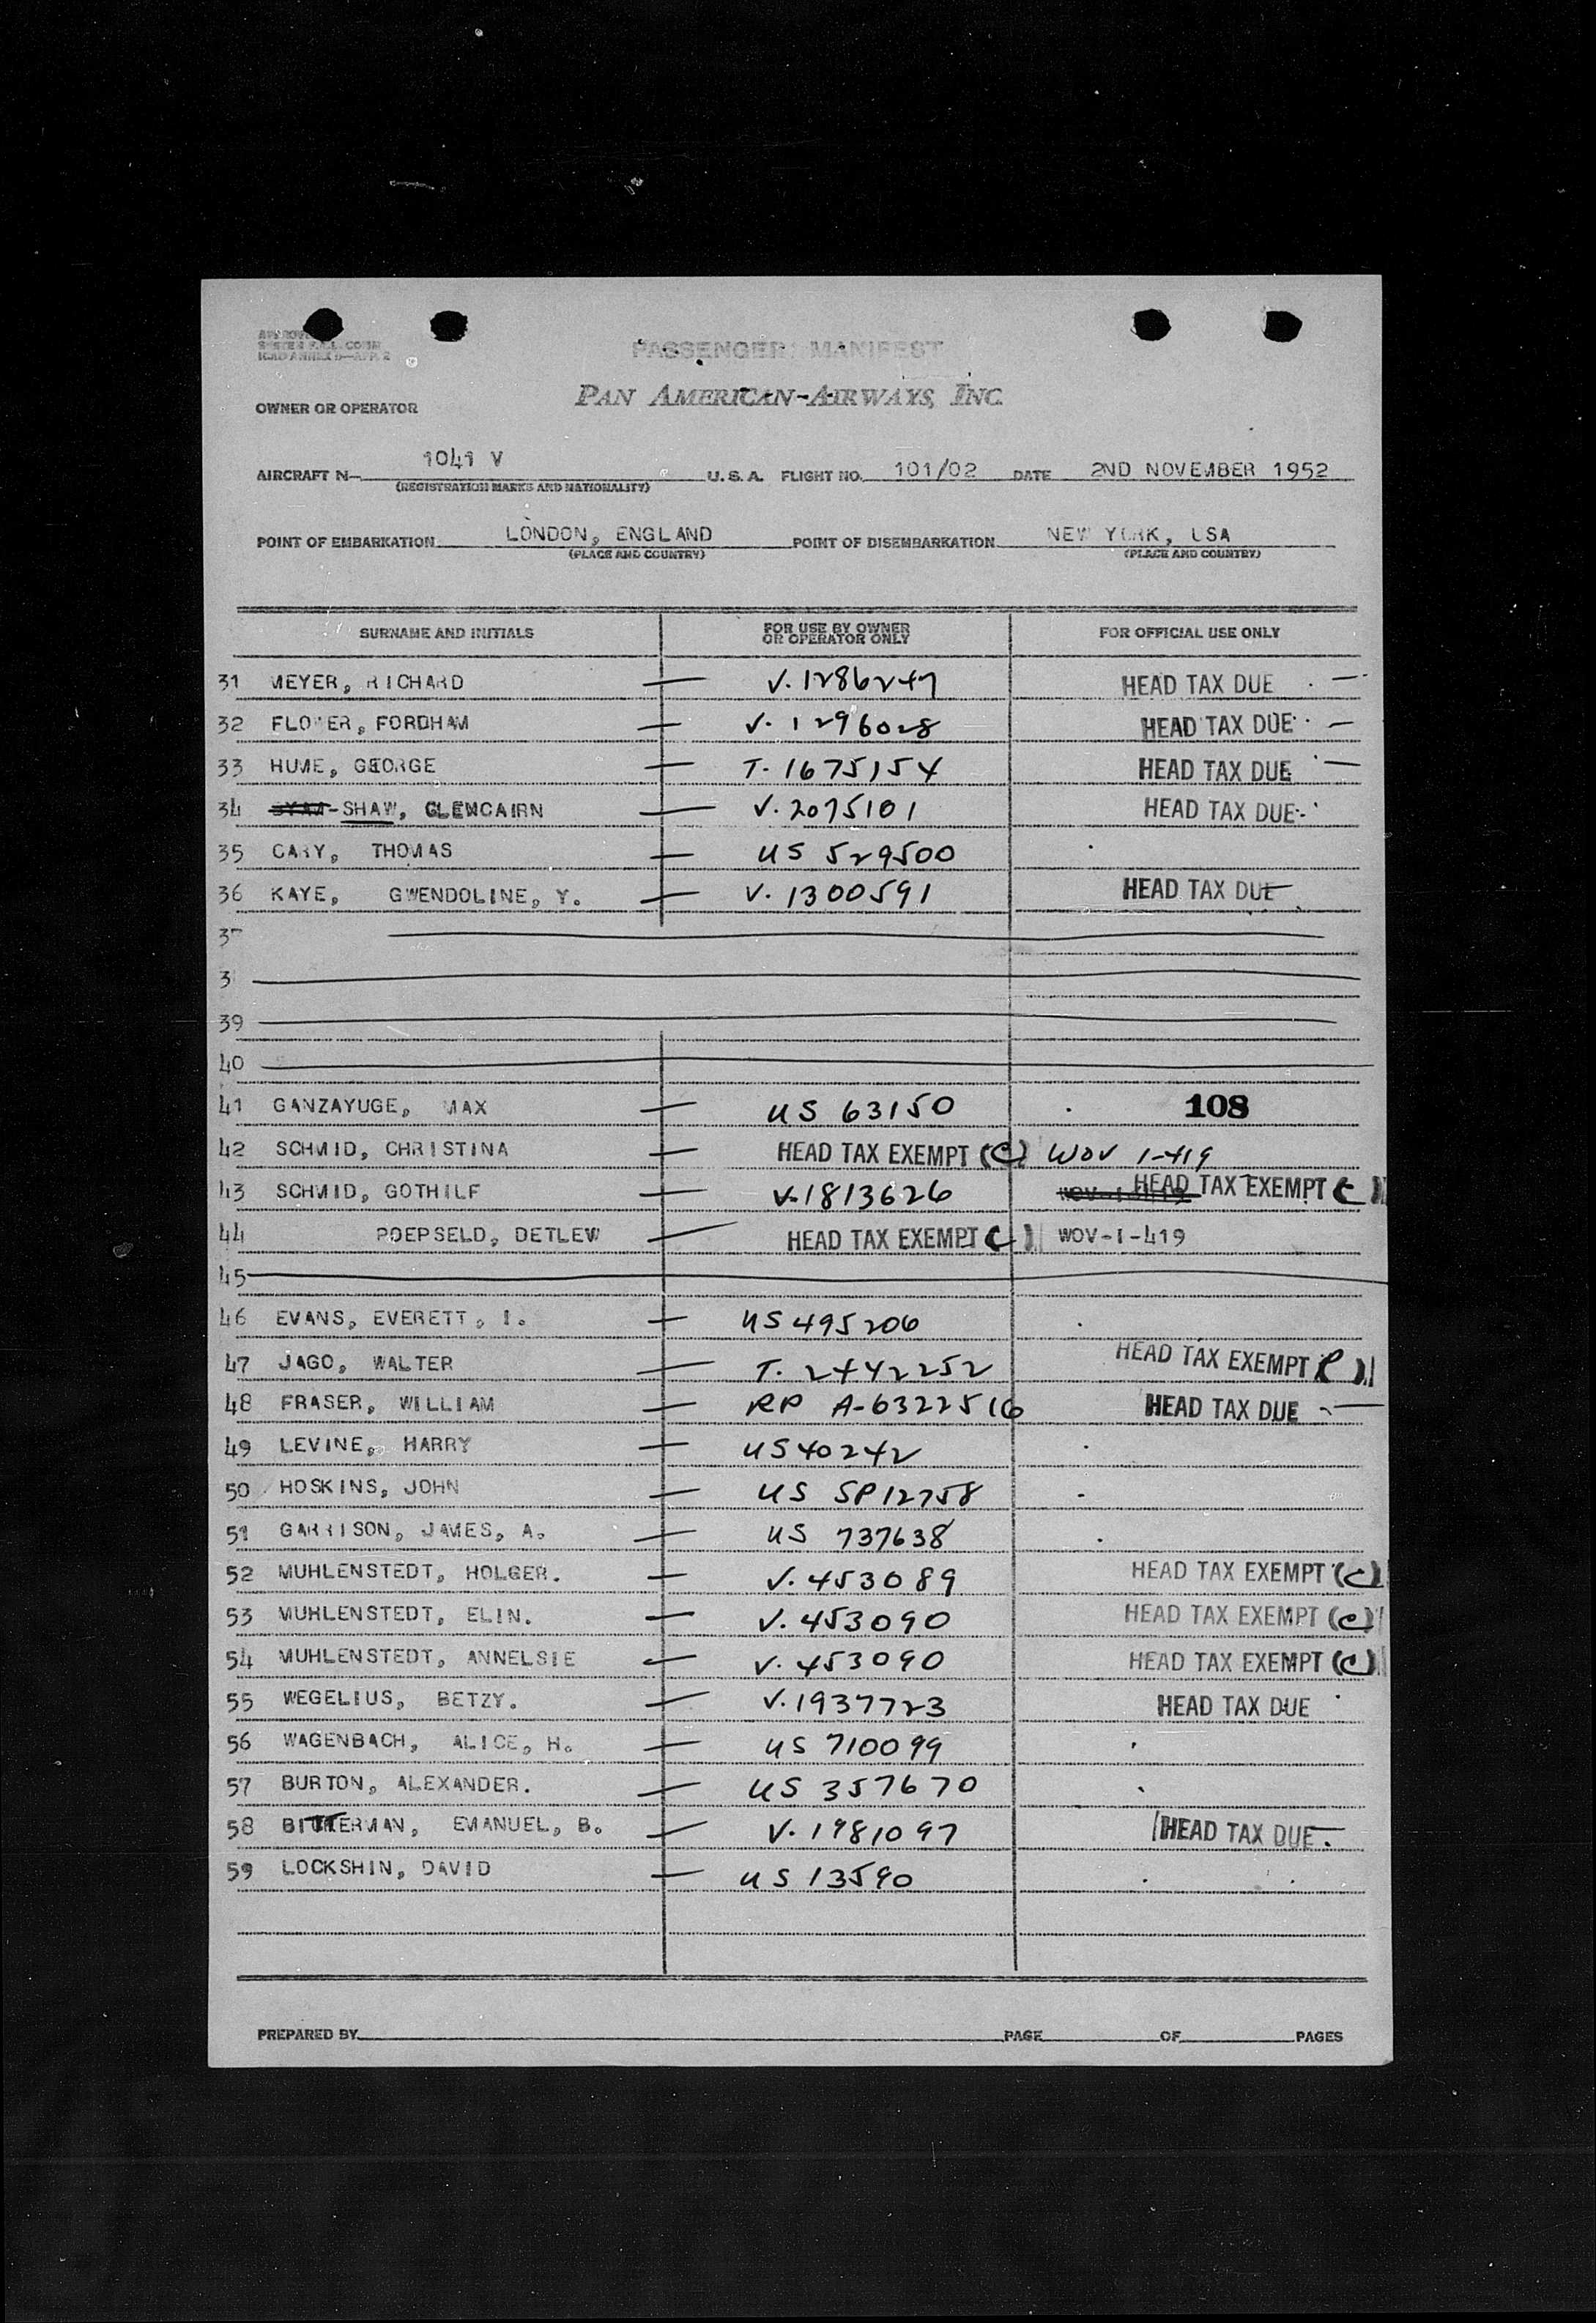 PASSENGER MANIFEST
PAN AMERICAN-AIRWAYS, INC.
OWNER OR OPERATOR
AIRCRAFT N- 1041 V U. S. A. FLIGHT NO. 101/02 DATE 2ND NOVEMBER 1952
(REGISTRATION MARKS AND NATIONALITY)
POINT OF EMBARKATION LONDON, ENGLAND POINT OF DISEMBARKATION NEW YORK, USA
(PLACE AND COUNTRY) (PLACE AND COUNTRY)
SURNAME AND INITIALS FOR USE BY OWNER OR OPERATOR ONLY FOR OFFICIAL USE ONLY
31 MEYER, RICHARD — V. 1286247 HEAD TAX DUE —
32 FLOWER, FORDHAM — V. 1296028 HEAD TAX DUE —
33 HUME, GEORGE — T. 1675154 HEAD TAX DUE —
34 BYAM-SHAW, GLENCAIRN — V. 2075101 HEAD TAX DUE
35 CARY, THOMAS — US 529500
36 KAYE, GWENDOLINE, Y. — V. 1300591 HEAD TAX DUE
37
3
39
40
41 GANZAYUGE, MAX — US 63150 108
42 SCHMID, CHRISTINA — HEAD TAX EXEMPT (C) WOV 1-419
43 SCHMID, GOTHILF — V. 1813626 HEAD TAX EXEMPT C )
44 POEPSELD, DETLEW — HEAD TAX EXEMPT C ) WOV-1-419
45
46 EVANS, EVERETT, I. — US 495206
47 JAGO, WALTER — T. 2442252 HEAD TAX EXEMPT )
48 FRASER, WILLIAM — RP A-6322516 HEAD TAX DUE —
49 LEVINE, HARRY — US 40242
50 HOSKINS, JOHN — US SP12758
51 GARRISON, JAMES, A. — US 737638
52 MUHLENSTEDT, HOLGER. — V. 453089 HEAD TAX EXEMPT (C)
53 MUHLENSTEDT, ELIN. — V. 453090 HEAD TAX EXEMPT (C)
54 MUHLENSTEDT, ANNELSIE — V. 453090 HEAD TAX EXEMPT (C)
55 WEGELIUS, BETZY. — V. 1937723 HEAD TAX DUE
56 WAGENBACH, ALICE, H. — US 710099
57 BURTON, ALEXANDER. — US 357670
58 BITTERMAN, EMANUEL, B. — V. 1981097 HEAD TAX DUE.
59 LOCKSHIN, DAVID — US 13590
PREPARED BY PAGE OF PAGES